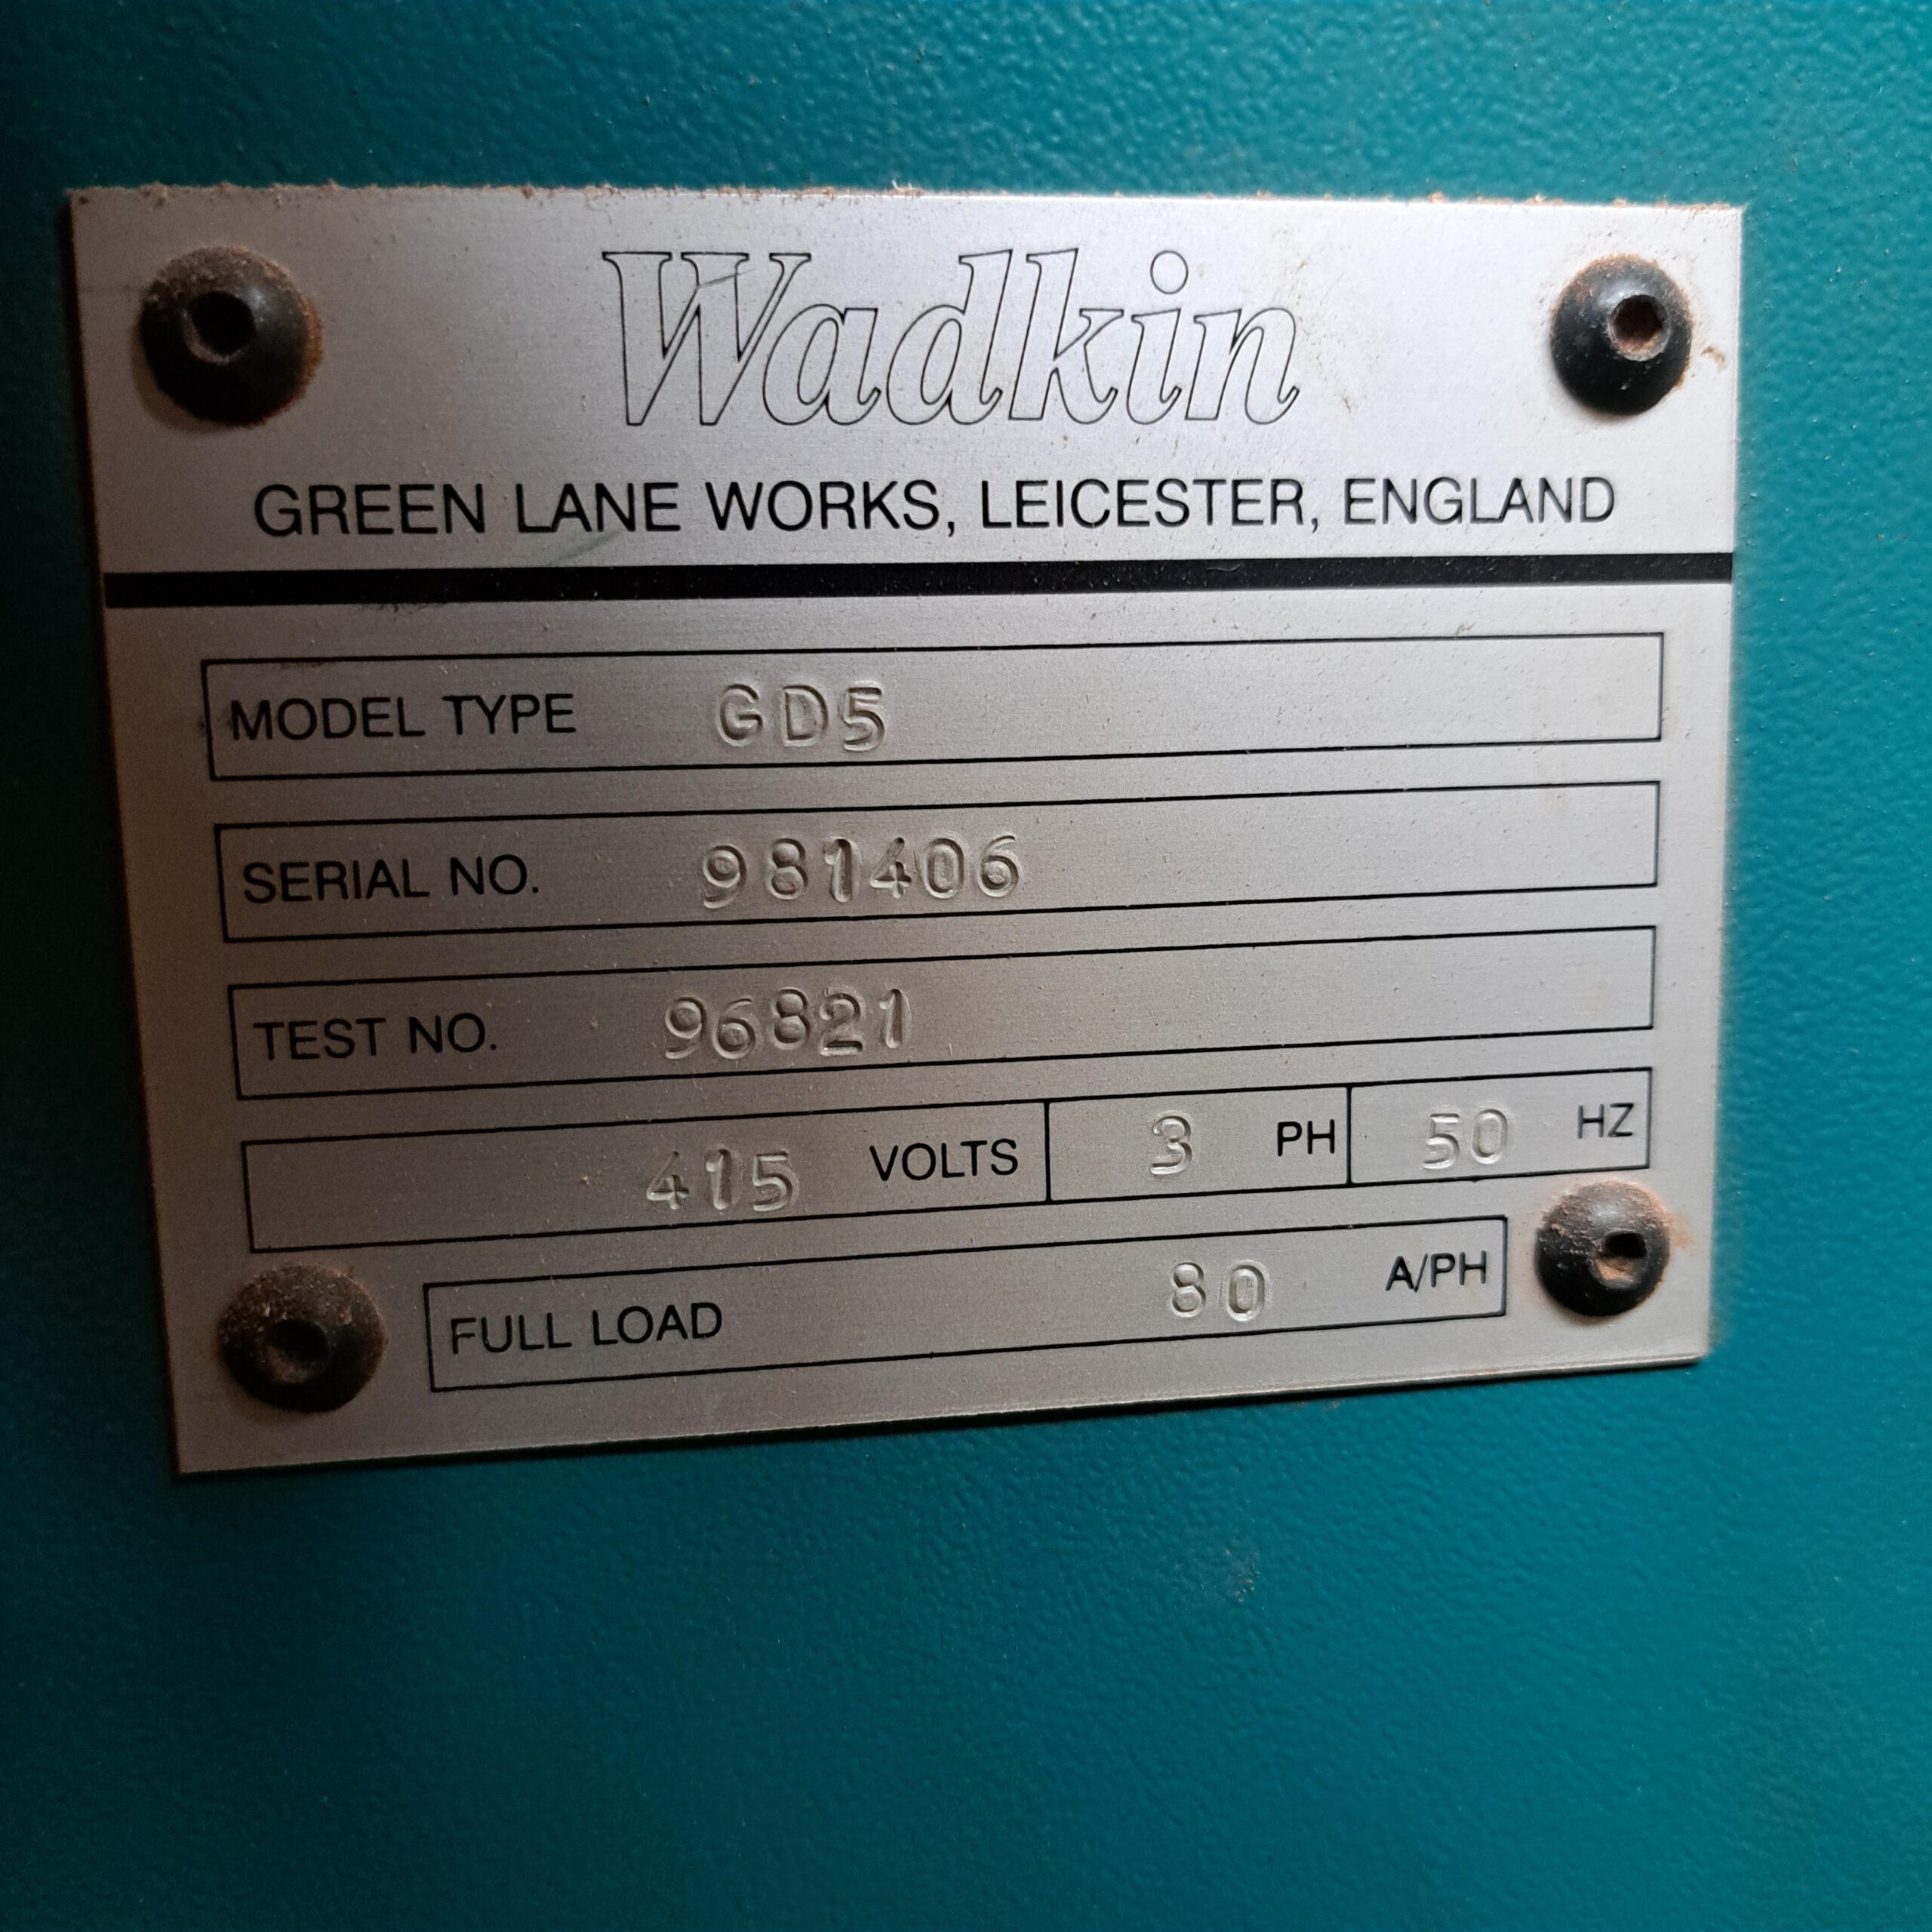 Wadkin
GREEN LANE WORKS, LEICESTER, ENGLAND
MODEL TYPE GD5
SERIAL NO. 981406
TEST NO. 96821
415 VOLTS 3 PH 50 HZ
FULL LOAD 80 A/PH